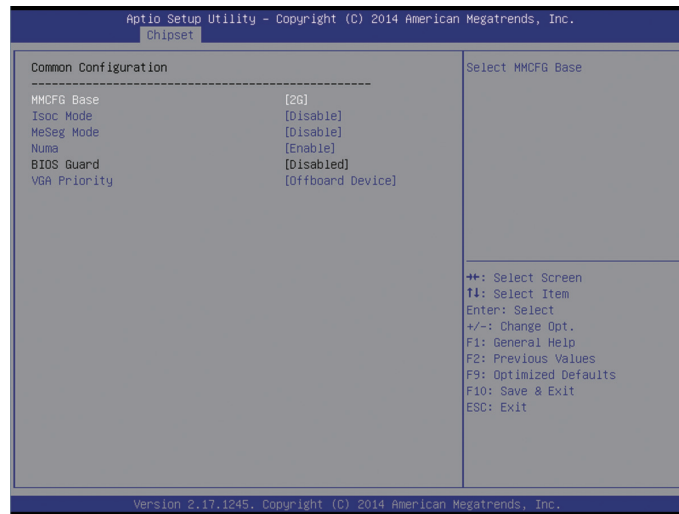 Aptio Setup Utility – Copyright (C) 2014 American Megatrends, Inc.
Chipset
Common Configuration
------------------------------------------------
MMCFG Base [2G]
Isoc Mode [Disable]
MeSeg Mode [Disable]
Numa [Enable]
BIOS Guard [Disabled]
VGA Priority [Offboard Device]
Select MMCFG Base
→←: Select Screen
↑↓: Select Item
Enter: Select
+/-: Change Opt.
F1: General Help
F2: Previous Values
F9: Optimized Defaults
F10: Save & Exit
ESC: Exit
Version 2.17.1245. Copyright (C) 2014 American Megatrends, Inc.